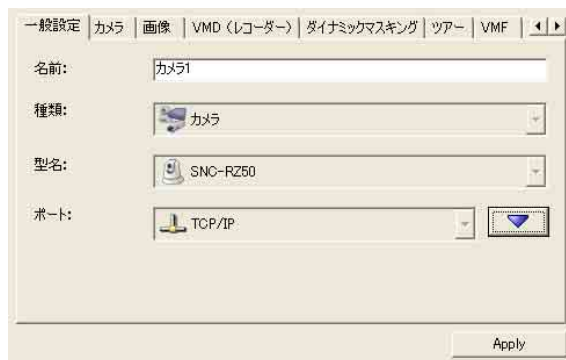 一般設定 カメラ 画像 VMD（レコーダー） ダイナミックマスキング ツアー VMF
名前: カメラ1
種類: カメラ
型名: SNC-RZ50
ポート: TCP/IP
Apply